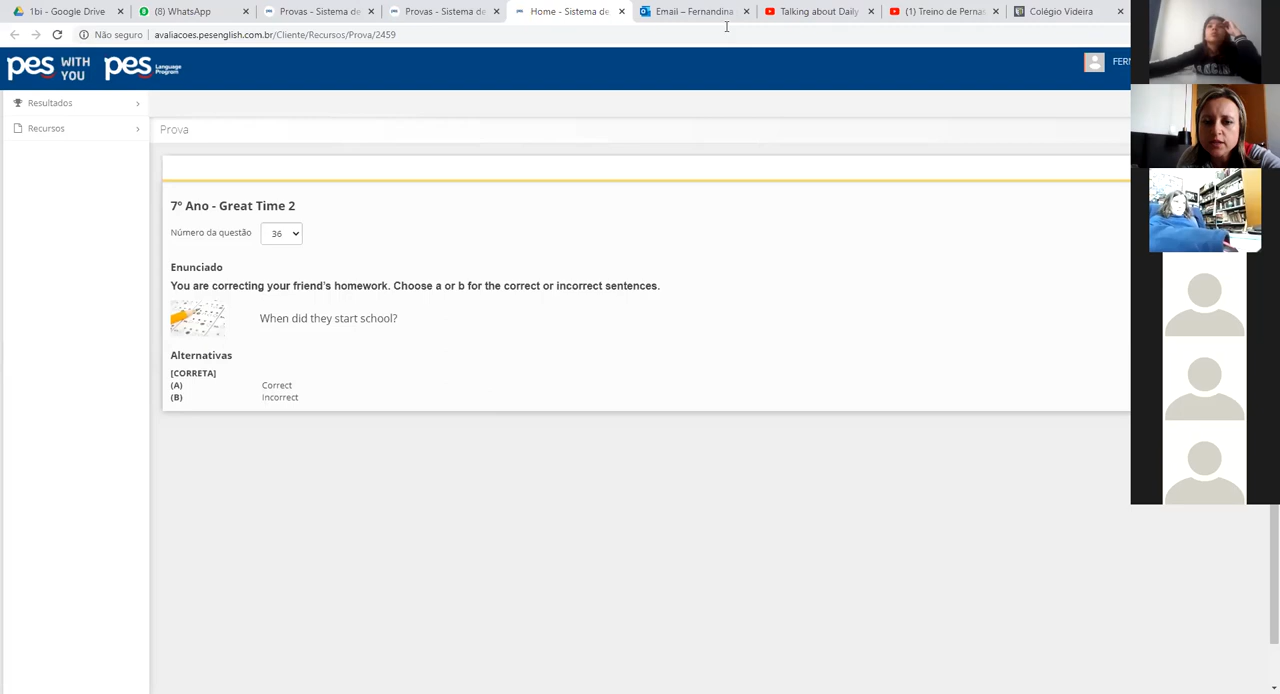 1bi - Google Drive
(8) WhatsApp
Provas - Sistema de
Provas - Sistema de
Home - Sistema de
Email – Fernandina
Talking about Daily
(1) Treino de Pernas
Colégio Videira
Não seguro
avaliacoes.pesenglish.com.br/Cliente/Recursos/Prova/2459
pes WITH YOU
pes Language Program
FERN
Resultados
Recursos
Prova
7º Ano - Great Time 2
Número da questão
36
Enunciado
You are correcting your friend's homework. Choose a or b for the correct or incorrect sentences.
When did they start school?
Alternativas
[CORRETA]
(A) Correct
(B) Incorrect